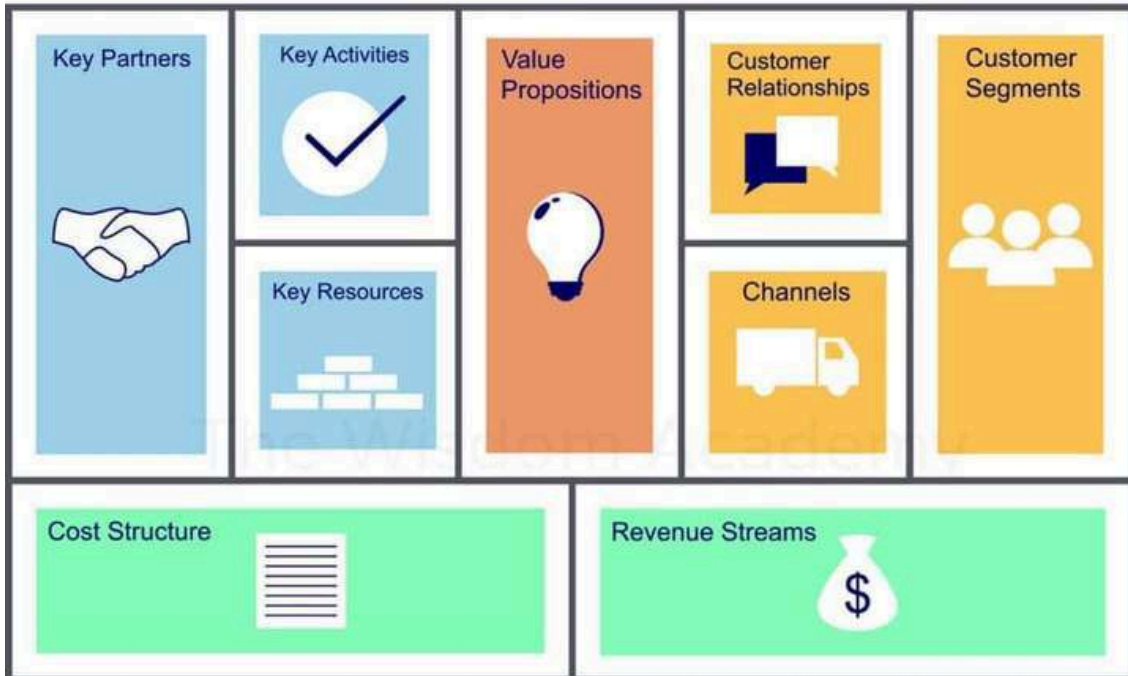 Key Partners
Key Activities
Key Resources
Value
Propositions
Customer
Relationships
Channels
Customer
Segments
Cost Structure
Revenue Streams
$
The Wisdom Academy